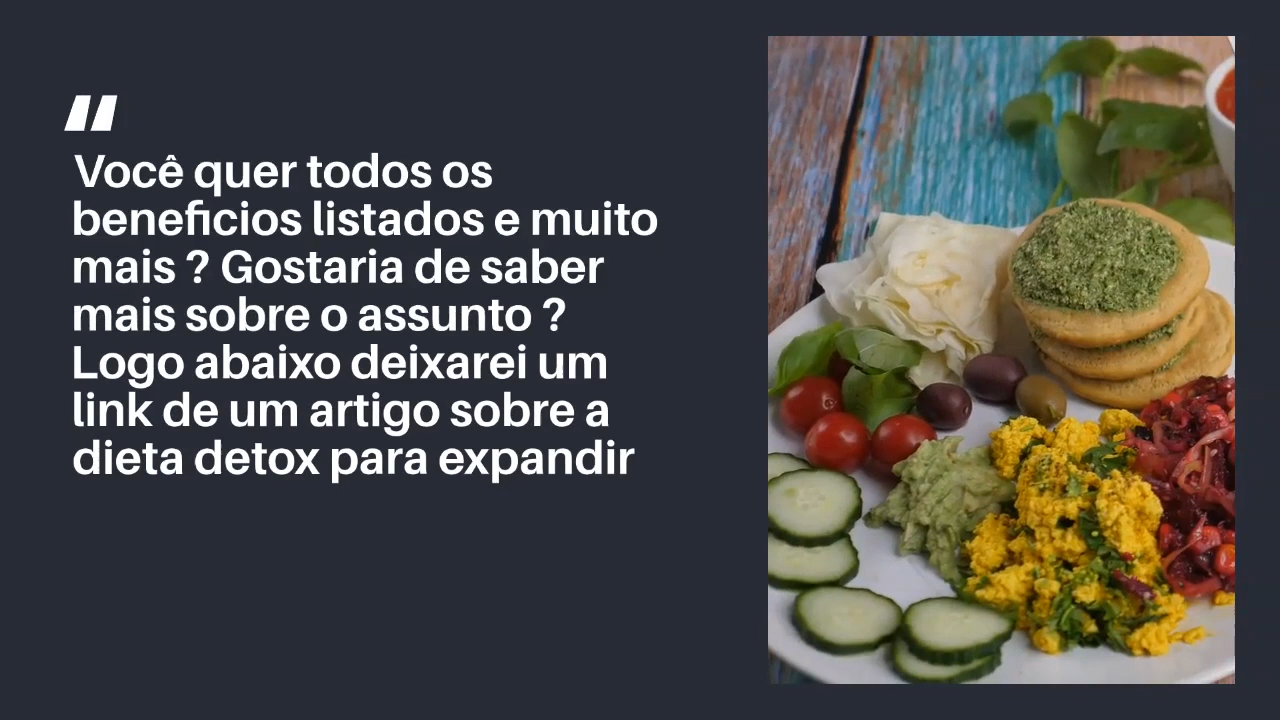 "
Você quer todos os
beneficios listados e muito
mais ? Gostaria de saber
mais sobre o assunto ?
Logo abaixo deixarei um
link de um artigo sobre a
dieta detox para expandir